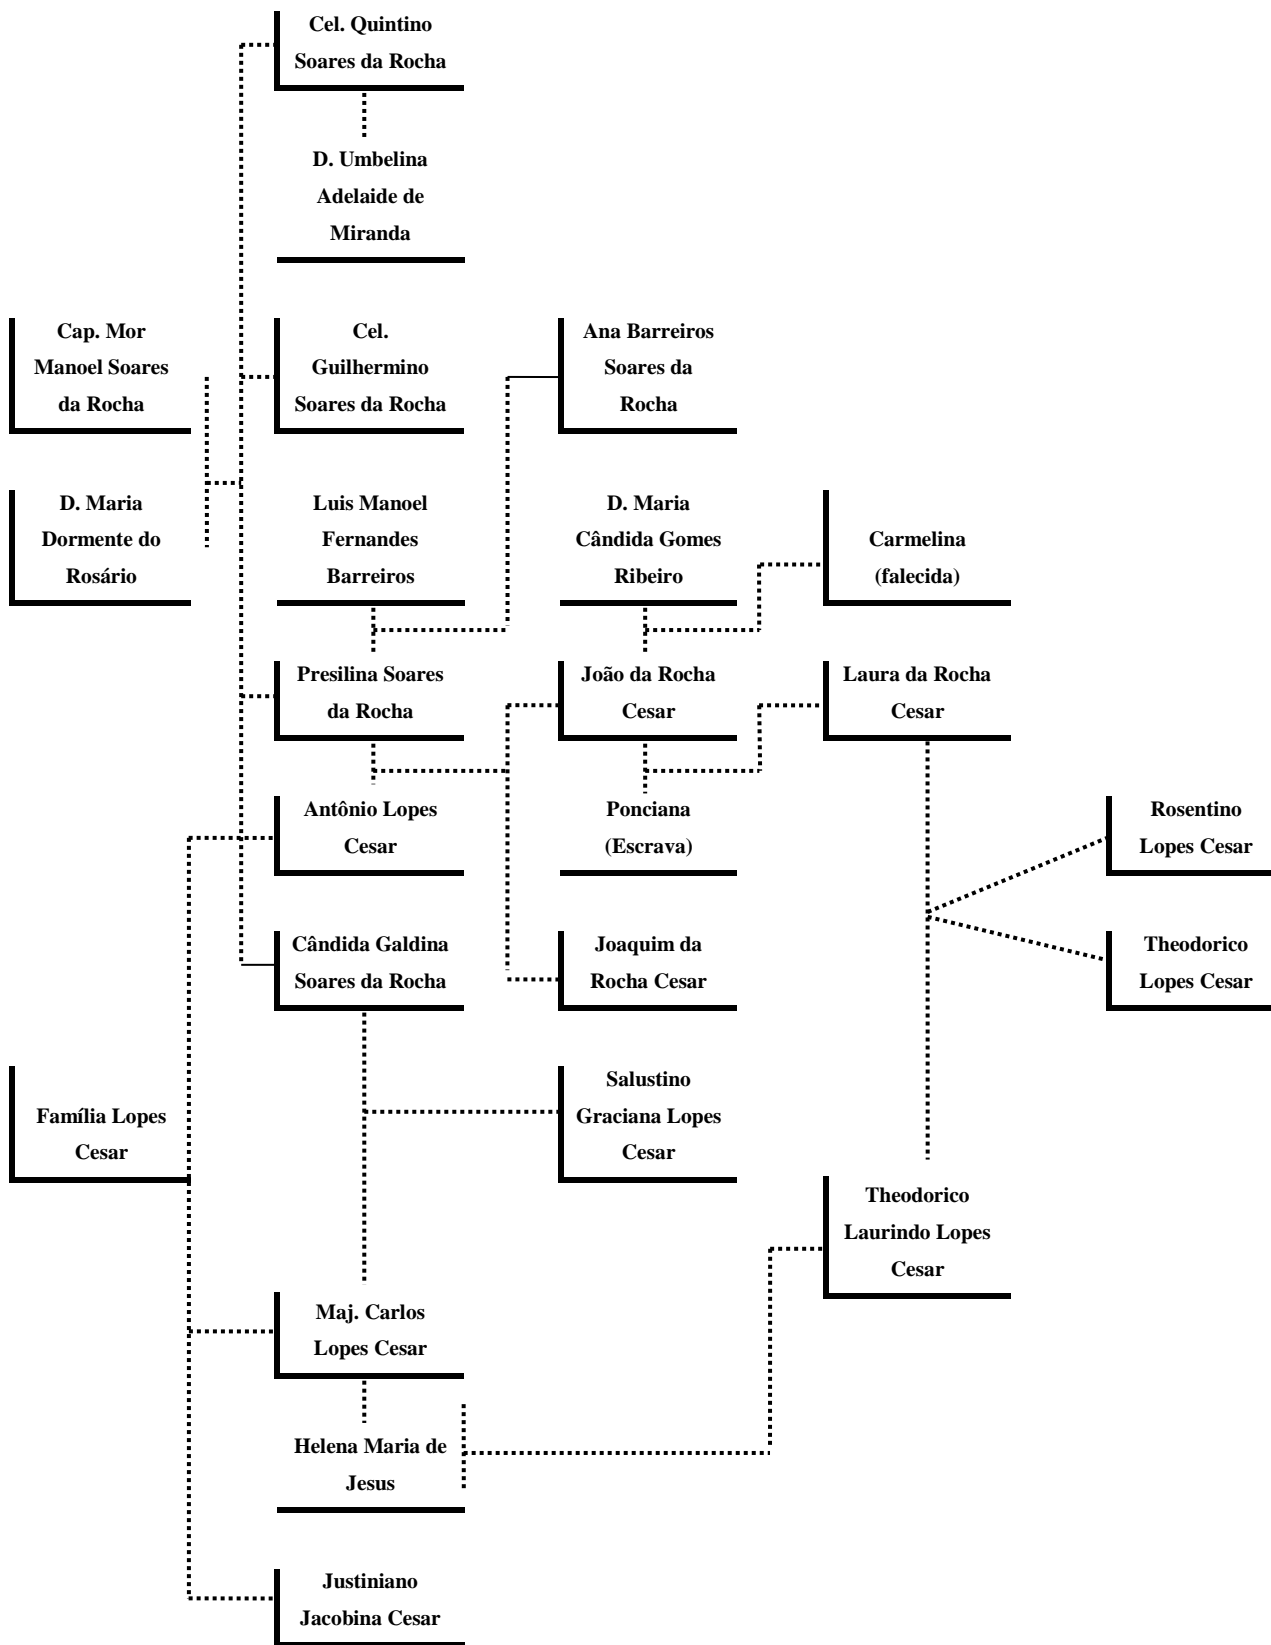 Cel. Quintino
Soares da Rocha
D. Umbelina
Adelaide de
Miranda
Cap. Mor
Manoel Soares
da Rocha
Cel.
Guilhermino
Soares da Rocha
Ana Barreiros
Soares da
Rocha
D. Maria
Dormente do
Rosário
Luis Manoel
Fernandes
Barreiros
D. Maria
Cândida Gomes
Ribeiro
Carmelina
(falecida)
Presilina Soares
da Rocha
João da Rocha
Cesar
Laura da Rocha
Cesar
Antônio Lopes
Cesar
Ponciana
(Escrava)
Rosentino
Lopes Cesar
Cândida Galdina
Soares da Rocha
Joaquim da
Rocha Cesar
Theodorico
Lopes Cesar
Família Lopes
Cesar
Salustino
Graciana Lopes
Cesar
Theodorico
Laurindo Lopes
Cesar
Maj. Carlos
Lopes Cesar
Helena Maria de
Jesus
Justiniano
Jacobina Cesar